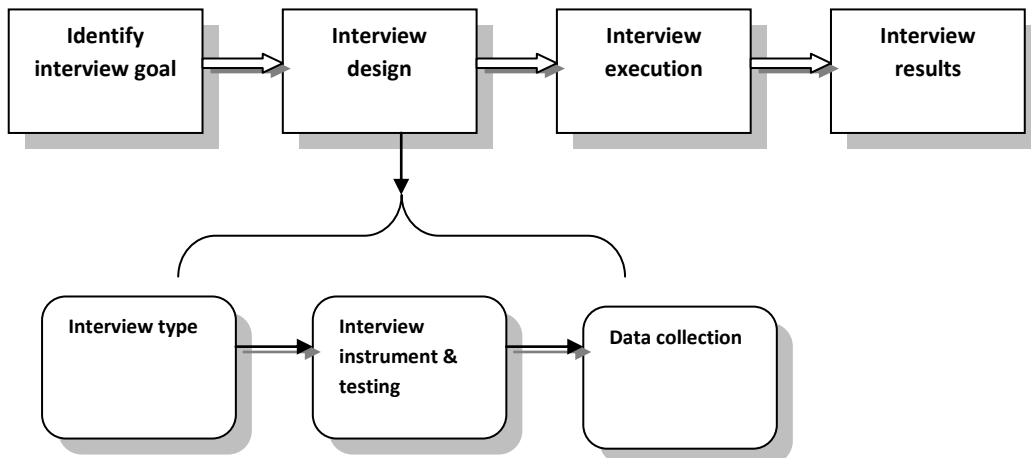 Identify
interview goal
Interview
design
Interview
execution
Interview
results
Interview type
Interview
instrument &
testing
Data collection